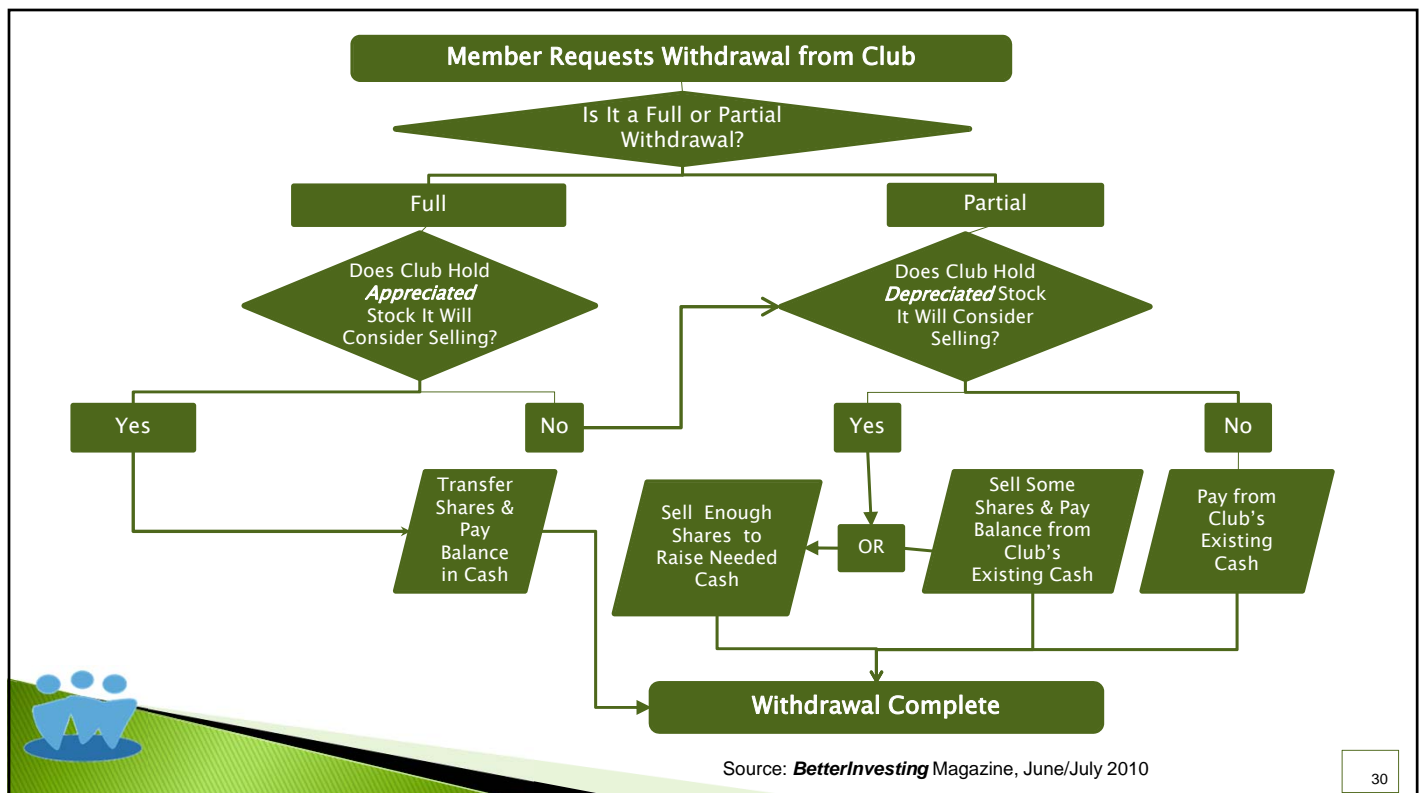 Member Requests Withdrawal from Club
Is It a Full or Partial
Withdrawal?
Full
Partial
Does Club Hold
Appreciated
Stock It Will
Consider Selling?
Does Club Hold
Depreciated Stock
It Will Consider
Selling?
Yes
No
Yes
No
Transfer
Shares &
Pay
Balance
in Cash
Sell Enough
Shares to
Raise Needed
Cash
OR
Sell Some
Shares & Pay
Balance from
Club's
Existing Cash
Pay from
Club's
Existing
Cash
Withdrawal Complete
Source: BetterInvesting Magazine, June/July 2010
30